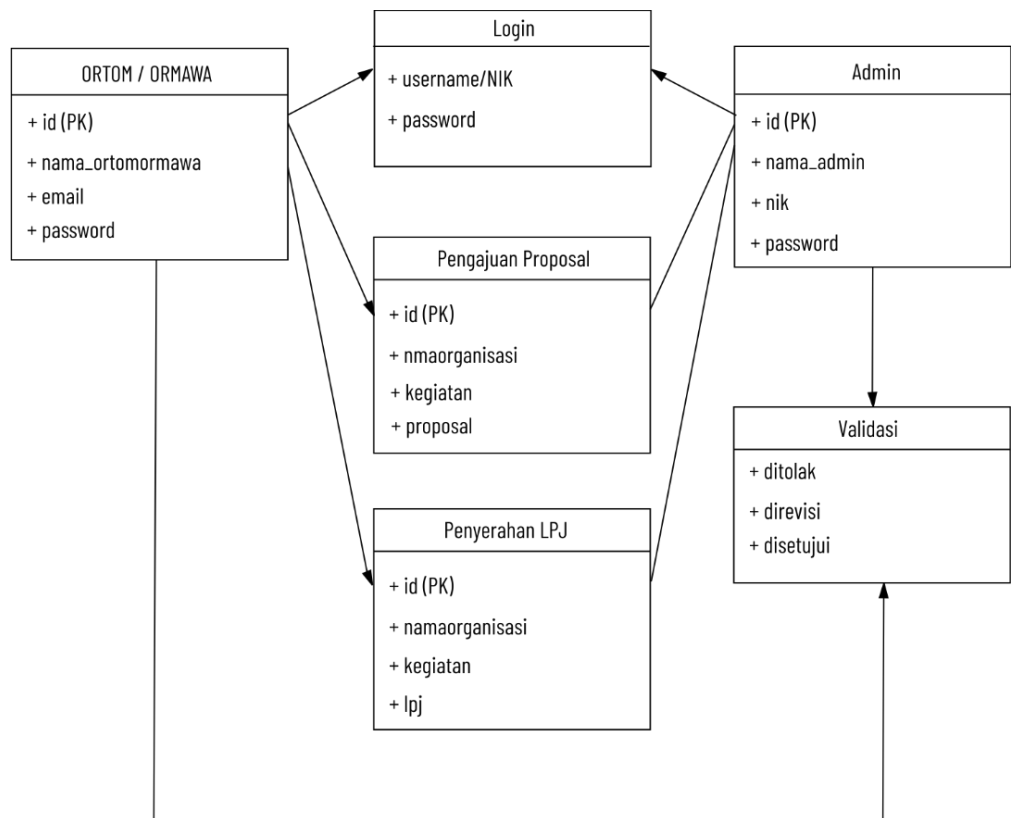 ORTOM / ORMAWA
+ id (PK)
+ nama_ortomormawa
+ email
+ password
Login
+ username/NIK
+ password
Admin
+ id (PK)
+ nama_admin
+ nik
+ password
Pengajuan Proposal
+ id (PK)
+ nmaorganisasi
+ kegiatan
+ proposal
Validasi
+ ditolak
+ direvisi
+ disetujui
Penyerahan LPJ
+ id (PK)
+ namaorganisasi
+ kegiatan
+ lpj